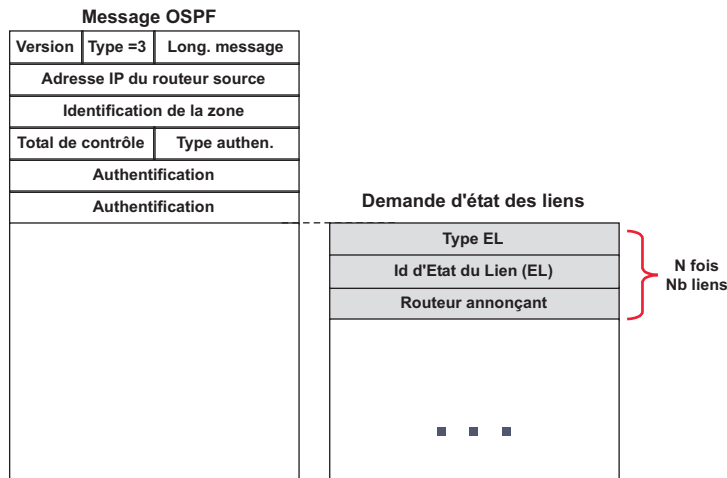 Message OSPF
Version Type =3 Long. message
Adresse IP du routeur source
Identification de la zone
Total de contrôle Type authen.
Authentification
Authentification
Demande d'état des liens
Type EL
Id d'Etat du Lien (EL)
Routeur annonçant
N fois
Nb liens